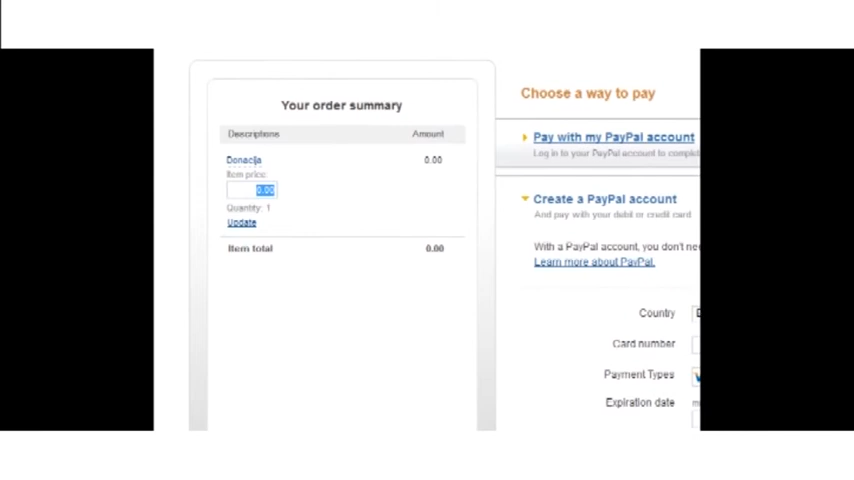 Your order summary
Descriptions Amount
Donacija 0.00
Item price:
0.00
Quantity: 1
Update
Item total 0.00
Choose a way to pay
Pay with my PayPal account
Log in to your PayPal account to complet
Create a PayPal account
And pay with your debit or credit card
With a PayPal account, you don't nee
Learn more about PayPal.
Country
Card number
Payment Types
Expiration date